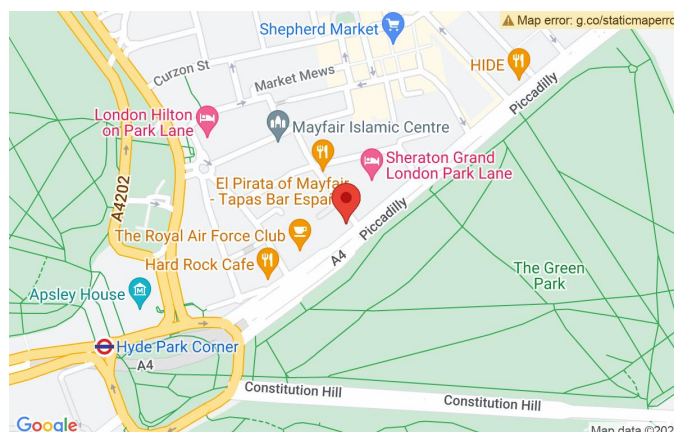 Map error: g.co/staticmaperro
Shepherd Market
HIDE
Curzon St
Market Mews
Piccadilly
London Hilton
on Park Lane
Mayfair Islamic Centre
Sheraton Grand
London Park Lane
El Pirata of Mayfair
- Tapas Bar Españ
A4202
The Royal Air Force Club
Piccadilly
A4
Hard Rock Cafe
The Green
Park
Apsley House
Hyde Park Corner
A4
Constitution Hill
Constitution Hill
Google
Map data ©202